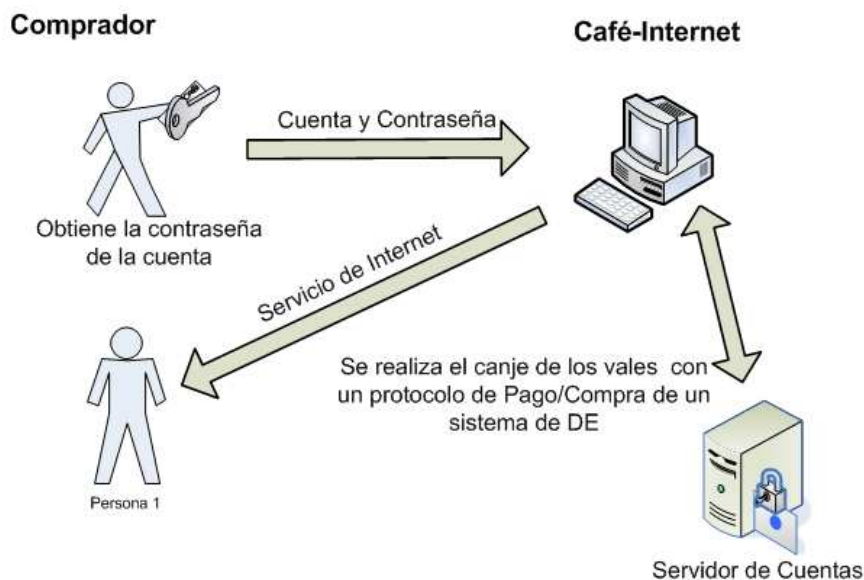 Comprador
Café-Internet
Cuenta y Contraseña
Obtiene la contraseña
de la cuenta
Servicio de Internet
Se realiza el canje de los vales con
un protocolo de Pago/Compra de un
sistema de DE
Persona 1
Servidor de Cuentas